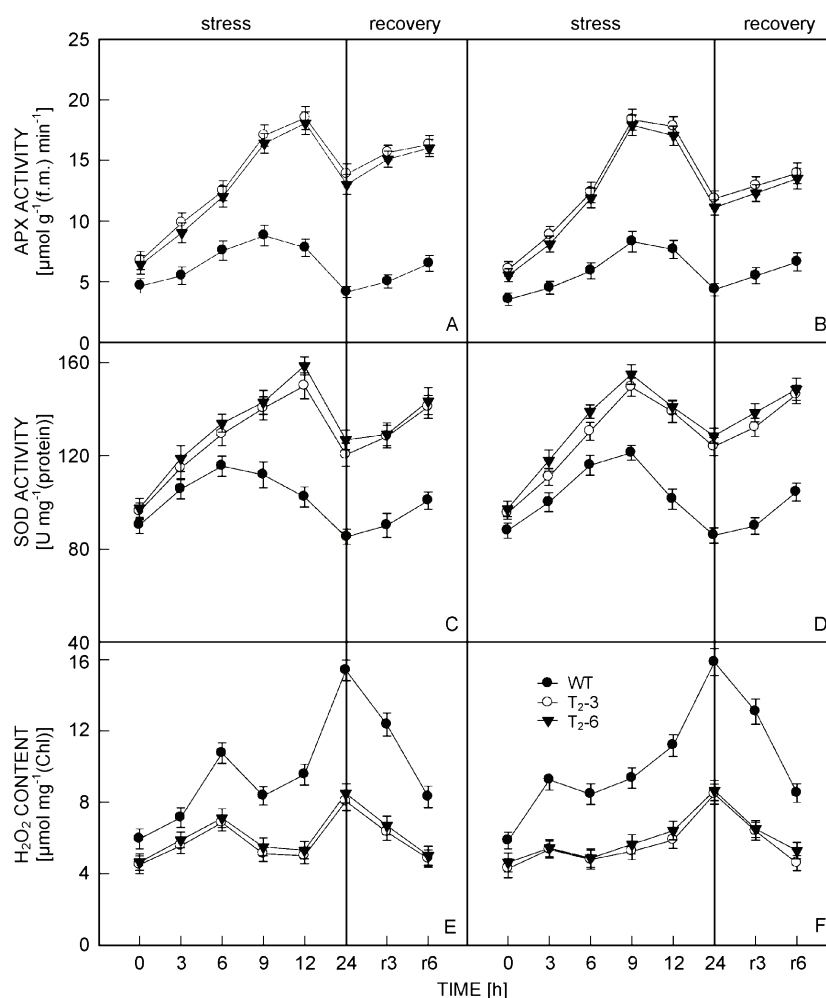 stress recovery stress recovery
25
20
15
10
5
0
APX ACTIVITY
[µmol g⁻¹(f.m.) min⁻¹]
A
B
160
120
80
40
SOD ACTIVITY
[U mg⁻¹(protein)]
C
D
16
12
8
4
0
H₂O₂ CONTENT
[µmol mg⁻¹(Chl)]
WT
T₂-3
T₂-6
E
F
0 3 6 9 12 24 r3 r6 0 3 6 9 12 24 r3 r6
TIME [h]